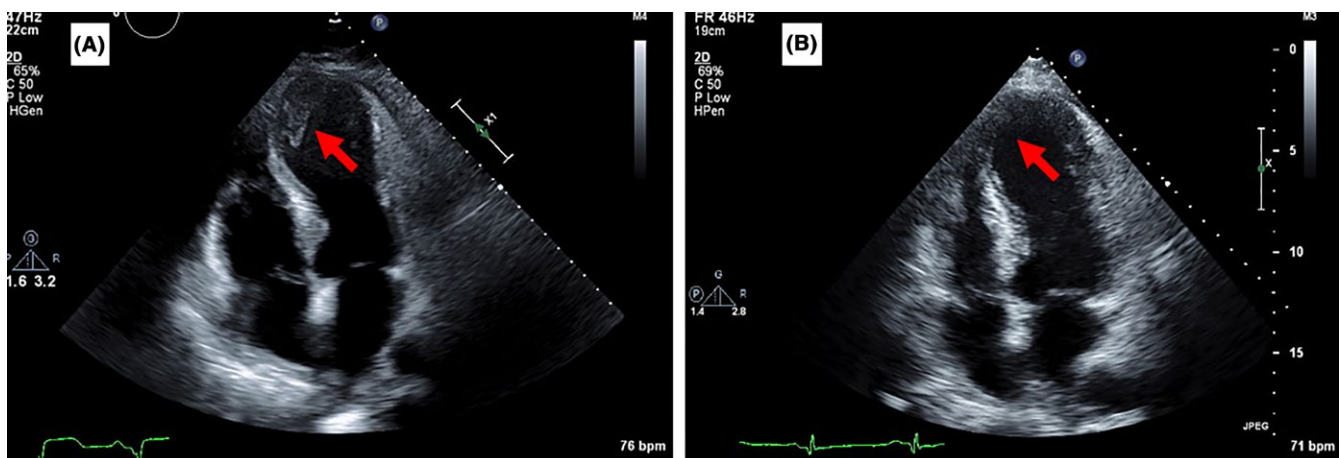 47Hz
22cm
(A)
P
M4
2D
65%
C 50
P Low
HGen
X1
G
P R
1.6 3.2
76 bpm
FR 46Hz
19cm
(B)
P
M3
2D
69%
C 50
P Low
HPen
0
X
5
10
15
G
P R
1.4 2.8
JPEG
71 bpm